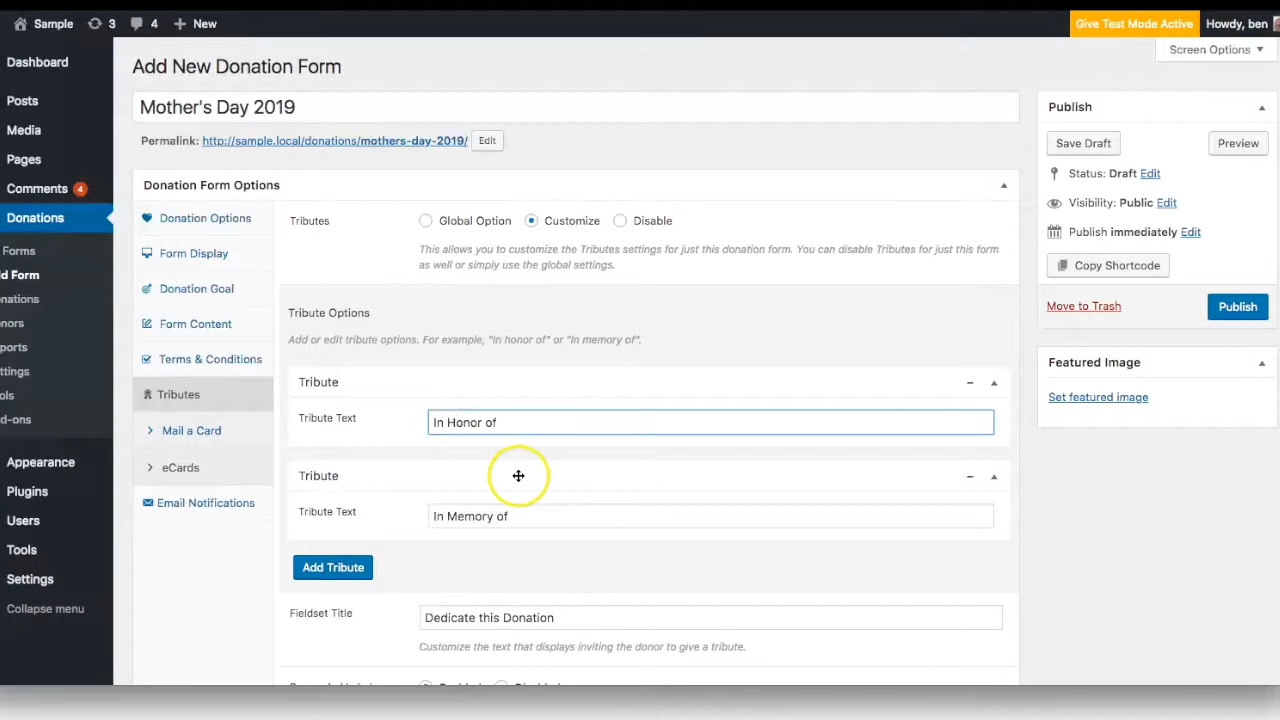 Sample 3 4 New Give Test Mode Active Howdy, ben
Screen Options
Dashboard
Posts
Media
Pages
Comments 4
Donations
Forms
d Form
nations
nors
ports
ttings
ols
d-ons
Appearance
Plugins
Users
Tools
Settings
Collapse menu
Add New Donation Form
Mother's Day 2019
Permalink: http://sample.local/donations/mothers-day-2019/ Edit
Donation Form Options
Donation Options
Form Display
Donation Goal
Form Content
Terms & Conditions
Tributes
Mail a Card
eCards
Email Notifications
Tributes Global Option Customize Disable
This allows you to customize the Tributes settings for just this donation form. You can disable Tributes for just this form
as well or simply use the global settings.
Tribute Options
Add or edit tribute options. For example, "In honor of" or "In memory of".
Tribute
Tribute Text In Honor of
Tribute
Tribute Text In Memory of
Add Tribute
Fieldset Title Dedicate this Donation
Customize the text that displays inviting the donor to give a tribute.
Publish
Save Draft Preview
Status: Draft Edit
Visibility: Public Edit
Publish immediately Edit
Copy Shortcode
Move to Trash Publish
Featured Image
Set featured image